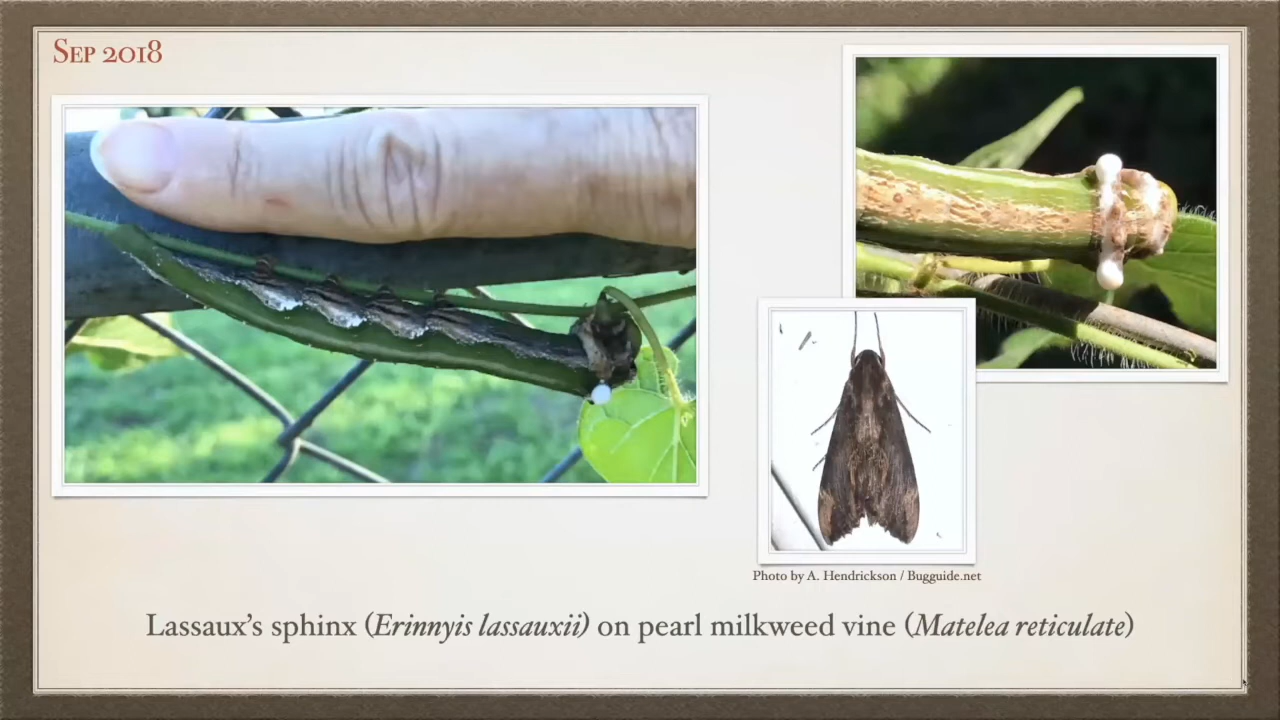 Sep 2018
Photo by A. Hendrickson / Bugguide.net
Lassaux's sphinx (Erinnyis lassauxii) on pearl milkweed vine (Matelea reticulate)